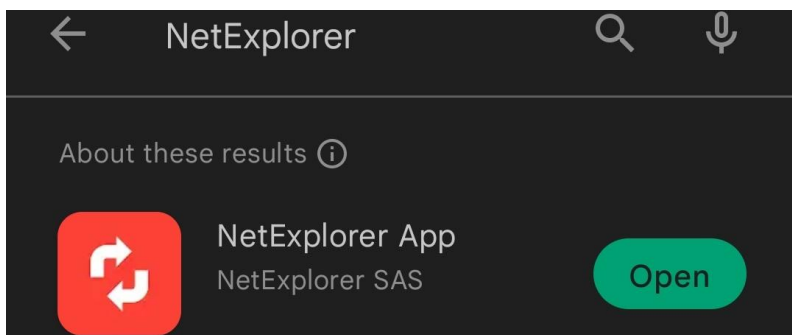 NetExplorer
About these results
NetExplorer App
NetExplorer SAS
Open